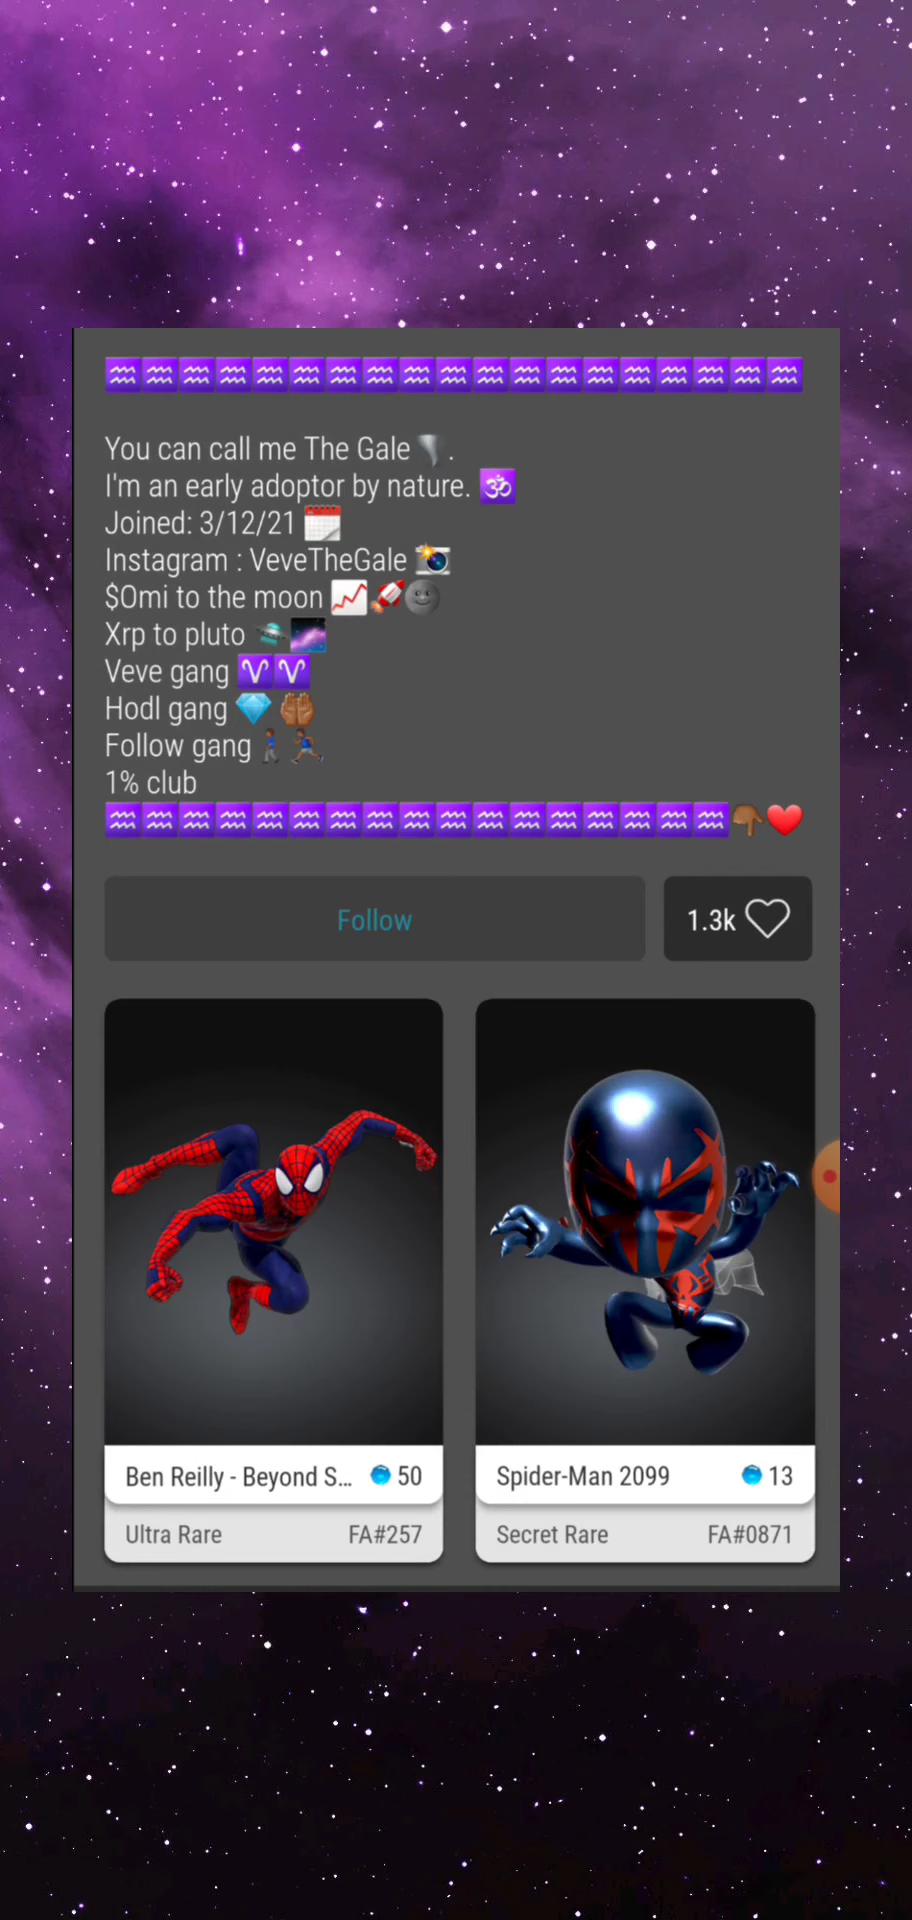 ♒♒♒♒♒♒♒♒♒♒♒♒♒♒♒♒♒♒♒
You can call me The Gale 🌪.
I'm an early adoptor by nature. 🕉
Joined: 3/12/21 🗓
Instagram : VeveTheGale 📸
$Omi to the moon 📈🚀🌚
Xrp to pluto 🛸🌌
Veve gang ♈♈
Hodl gang 💎🤲🏾
Follow gang 🚶🏾🏃🏾
1% club
♒♒♒♒♒♒♒♒♒♒♒♒♒♒♒♒♒👇🏾❤
Follow
1.3k
Ben Reilly - Beyond S... 50
Ultra Rare FA#257
Spider-Man 2099 13
Secret Rare FA#0871